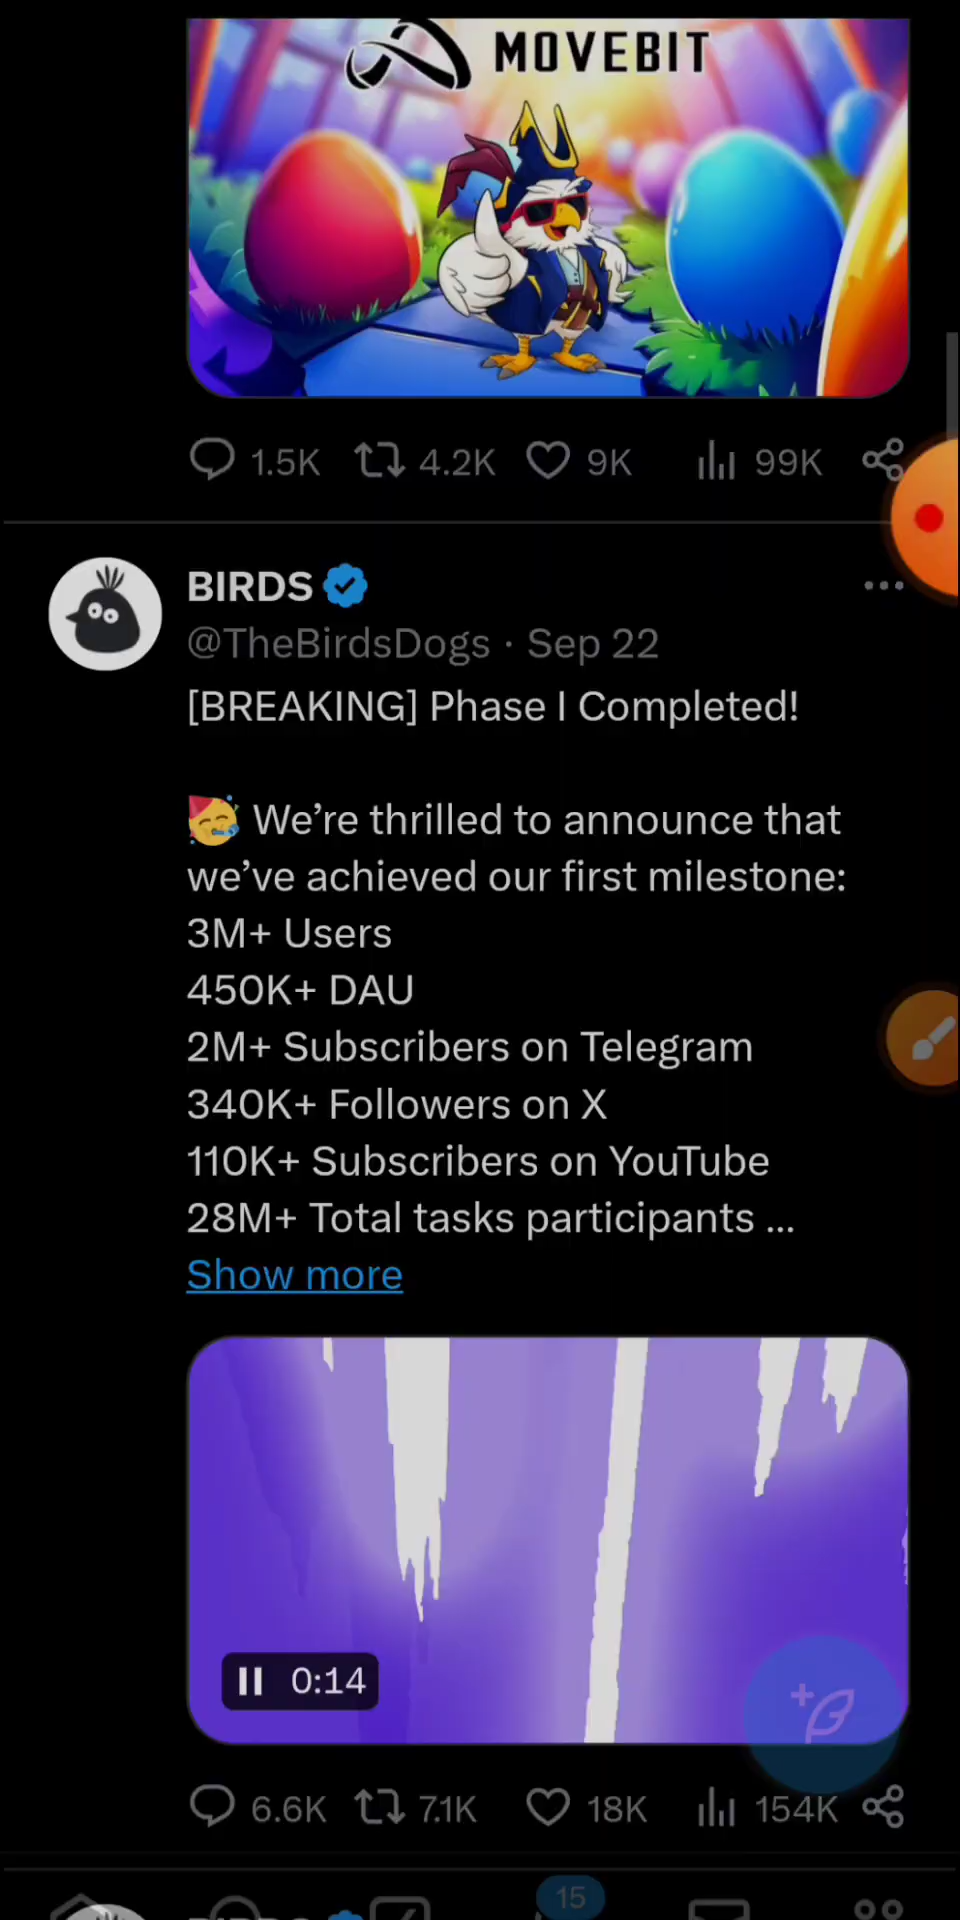 MOVEBIT
1.5K 4.2K 9K 99K
BIRDS
@TheBirdsDogs · Sep 22
[BREAKING] Phase I Completed!
🥳 We’re thrilled to announce that
we’ve achieved our first milestone:
3M+ Users
450K+ DAU
2M+ Subscribers on Telegram
340K+ Followers on X
110K+ Subscribers on YouTube
28M+ Total tasks participants ...
Show more
0:14
6.6K 7.1K 18K 154K
15